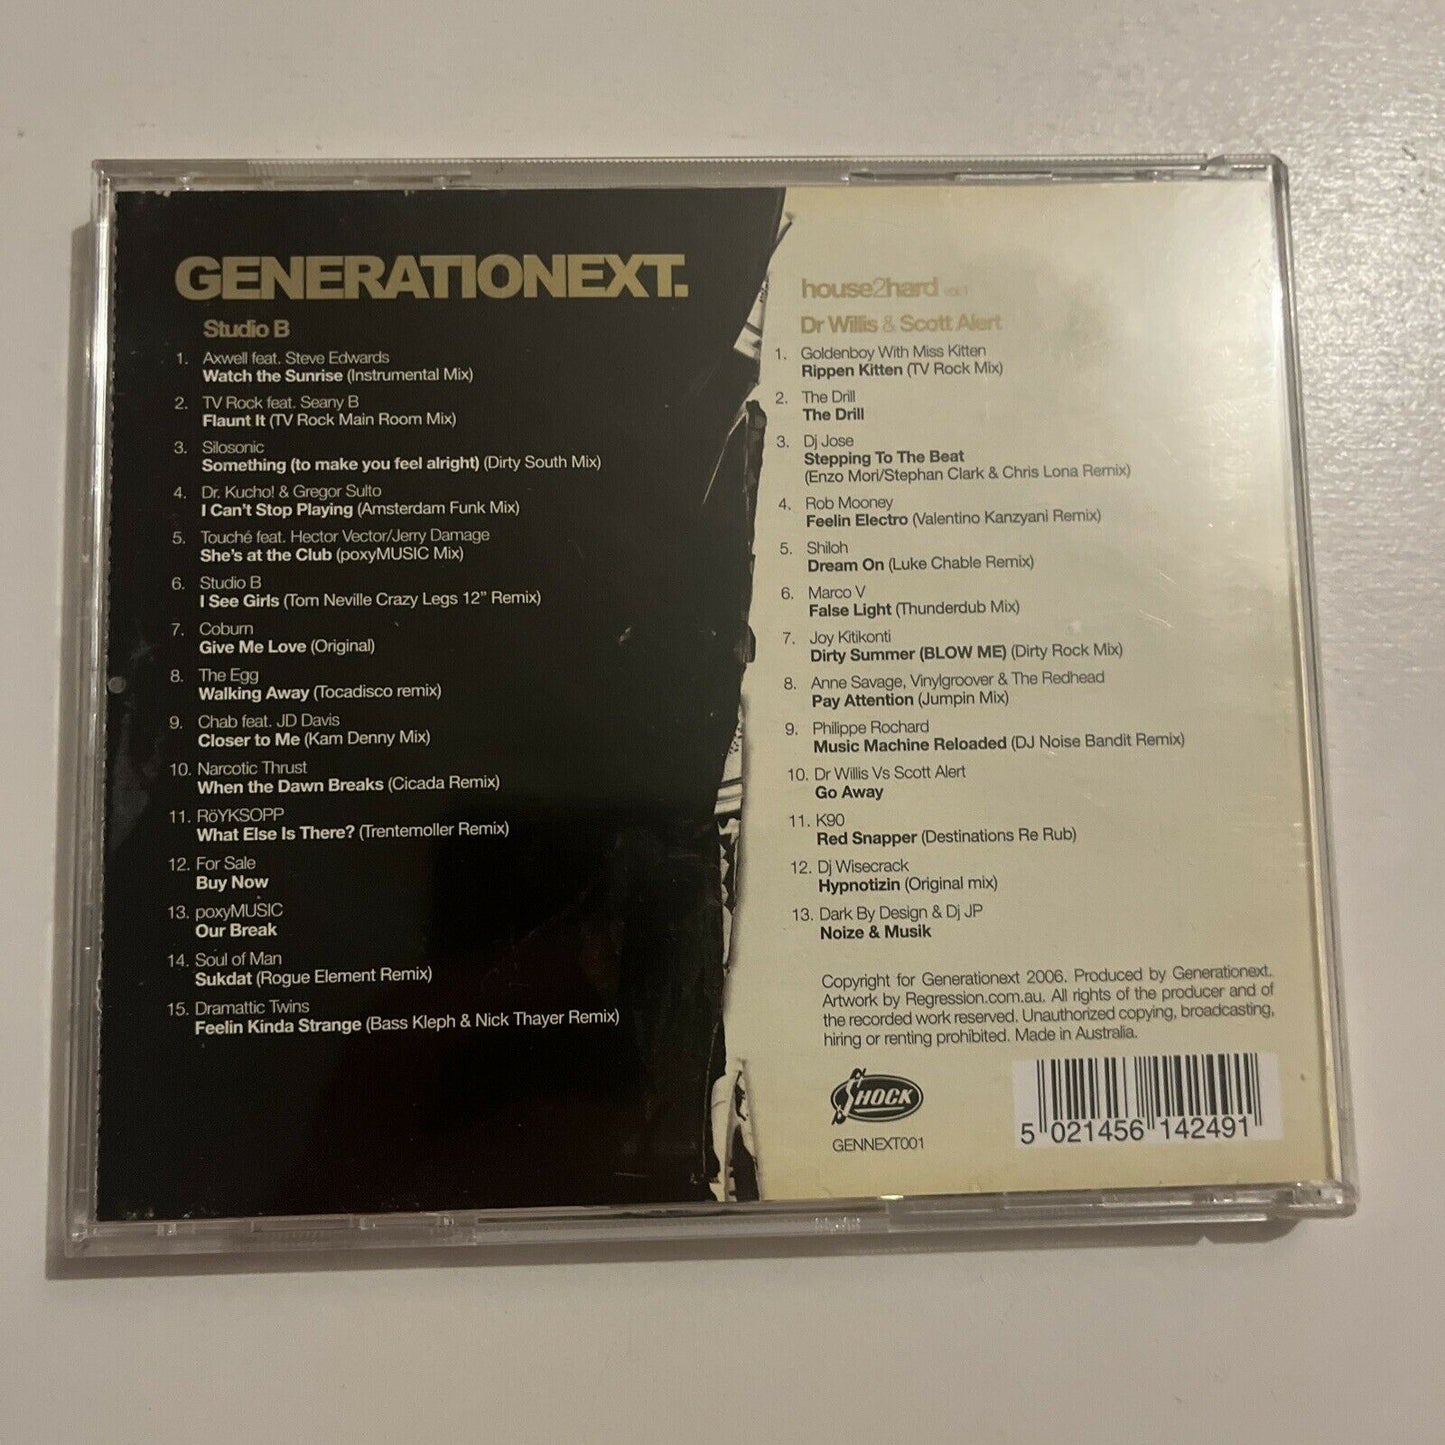 GENERATIONEXT.
Studio B
1. Axwell feat. Steve Edwards
Watch the Sunrise (Instrumental Mix)
2. TV Rock feat. Seany B
Flaunt It (TV Rock Main Room Mix)
3. Silosonic
Something (to make you feel alright) (Dirty South Mix)
4. Dr. Kucho! & Gregor Sulto
I Can't Stop Playing (Amsterdam Funk Mix)
5. Touché feat. Hector Vector/Jerry Damage
She's at the Club (poxyMUSIC Mix)
6. Studio B
I See Girls (Tom Neville Crazy Legs 12" Remix)
7. Coburn
Give Me Love (Original)
8. The Egg
Walking Away (Tocadisco remix)
9. Chab feat. JD Davis
Closer to Me (Kam Denny Mix)
10. Narcotic Thrust
When the Dawn Breaks (Cicada Remix)
11. RöYKSOPP
What Else Is There? (Trentemoller Remix)
12. For Sale
Buy Now
13. poxyMUSIC
Our Break
14. Soul of Man
Sukdat (Rogue Element Remix)
15. Dramattic Twins
Feelin Kinda Strange (Bass Kleph & Nick Thayer Remix)
house2hard vol.1
Dr Willis & Scott Alert
1. Goldenboy With Miss Kitten
Rippen Kitten (TV Rock Mix)
2. The Drill
The Drill
3. Dj Jose
Stepping To The Beat
(Enzo Mori/Stephan Clark & Chris Lona Remix)
4. Rob Mooney
Feelin Electro (Valentino Kanzyani Remix)
5. Shiloh
Dream On (Luke Chable Remix)
6. Marco V
False Light (Thunderdub Mix)
7. Joy Kitikonti
Dirty Summer (BLOW ME) (Dirty Rock Mix)
8. Anne Savage, Vinylgroover & The Redhead
Pay Attention (Jumpin Mix)
9. Philippe Rochard
Music Machine Reloaded (DJ Noise Bandit Remix)
10. Dr Willis Vs Scott Alert
Go Away
11. K90
Red Snapper (Destinations Re Rub)
12. Dj Wisecrack
Hypnotizin (Original mix)
13. Dark By Design & Dj JP
Noize & Musik
Copyright for Generationext 2006. Produced by Generationext.
Artwork by Regression.com.au. All rights of the producer and of
the recorded work reserved. Unauthorized copying, broadcasting,
hiring or renting prohibited. Made in Australia.
SHOCK
GENNEXT001
5 021456 142491